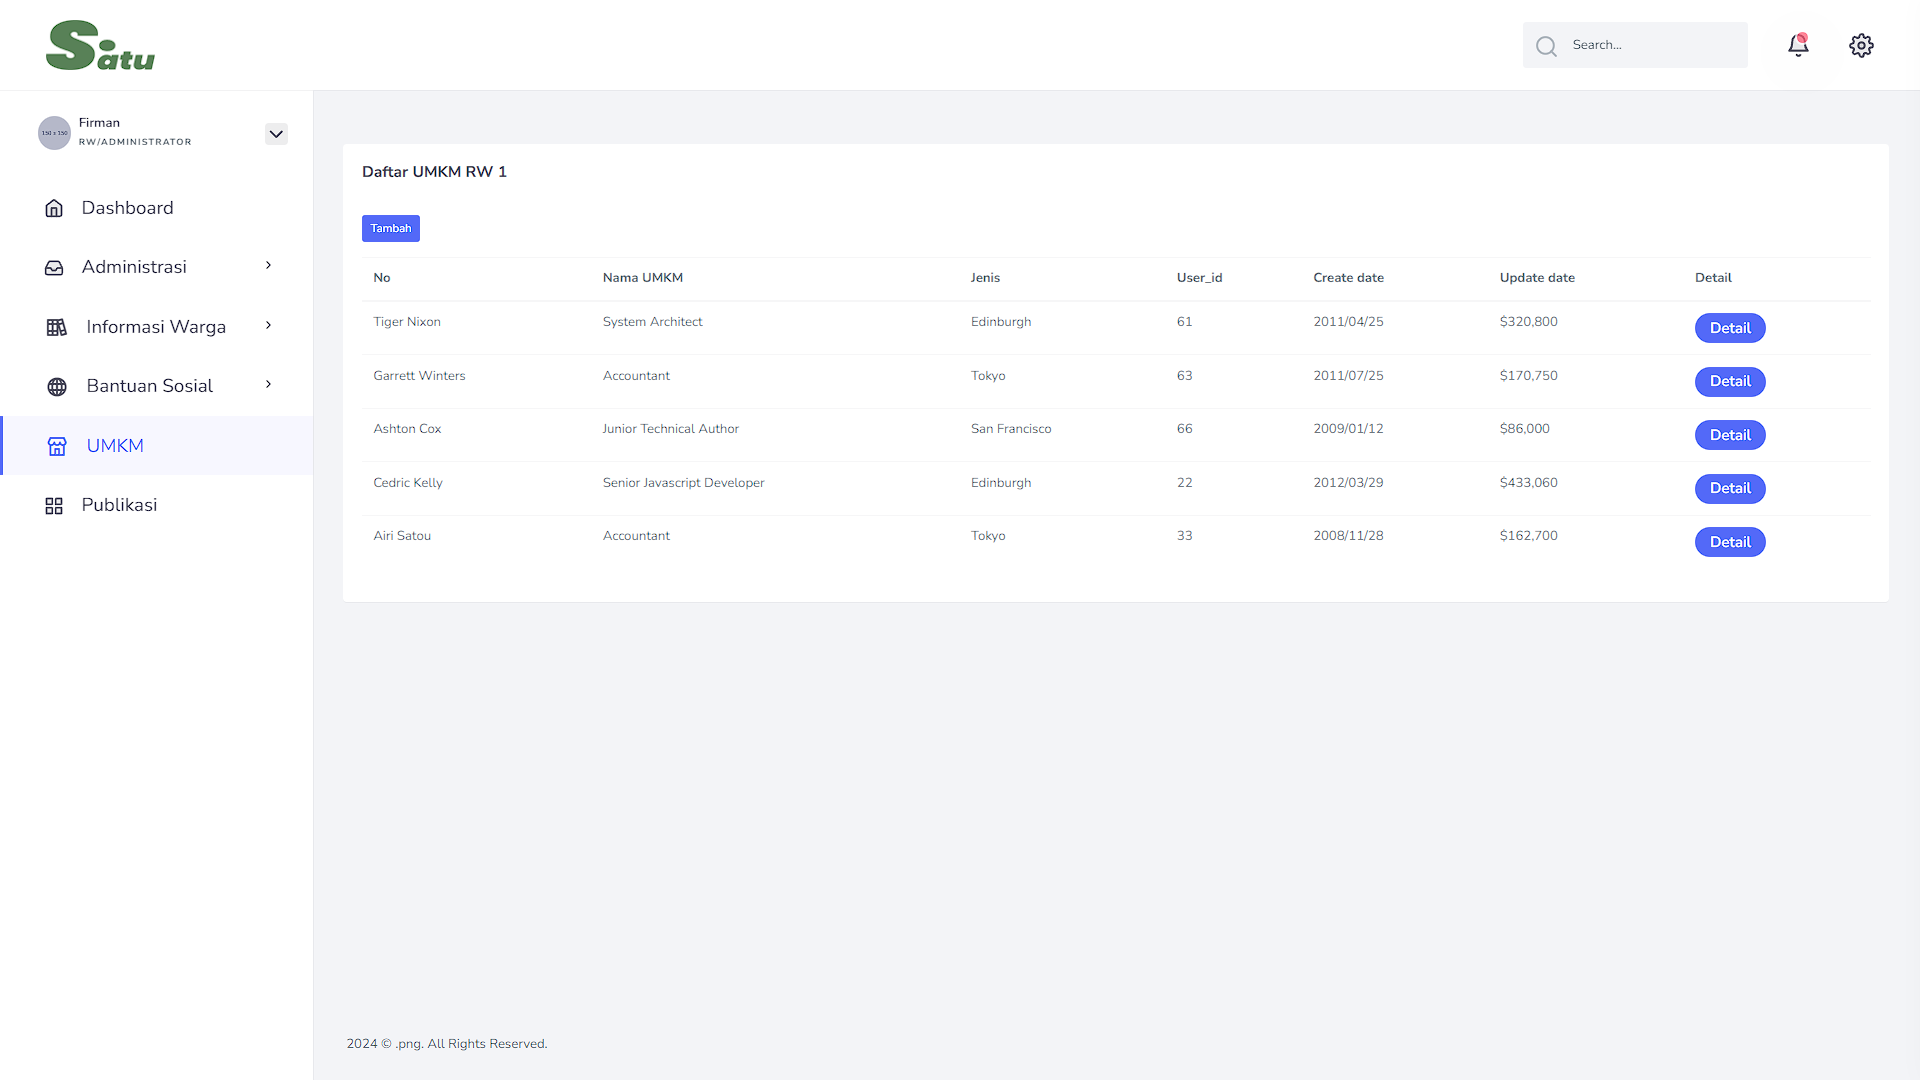 Satu
Search...
150 x 150
Firman
RW/ADMINISTRATOR
Dashboard
Administrasi
Informasi Warga
Bantuan Sosial
UMKM
Publikasi
Daftar UMKM RW 1
Tambah
No Nama UMKM Jenis User_id Create date Update date Detail
Tiger Nixon System Architect Edinburgh 61 2011/04/25 $320,800 Detail
Garrett Winters Accountant Tokyo 63 2011/07/25 $170,750 Detail
Ashton Cox Junior Technical Author San Francisco 66 2009/01/12 $86,000 Detail
Cedric Kelly Senior Javascript Developer Edinburgh 22 2012/03/29 $433,060 Detail
Airi Satou Accountant Tokyo 33 2008/11/28 $162,700 Detail
2024 © .png. All Rights Reserved.